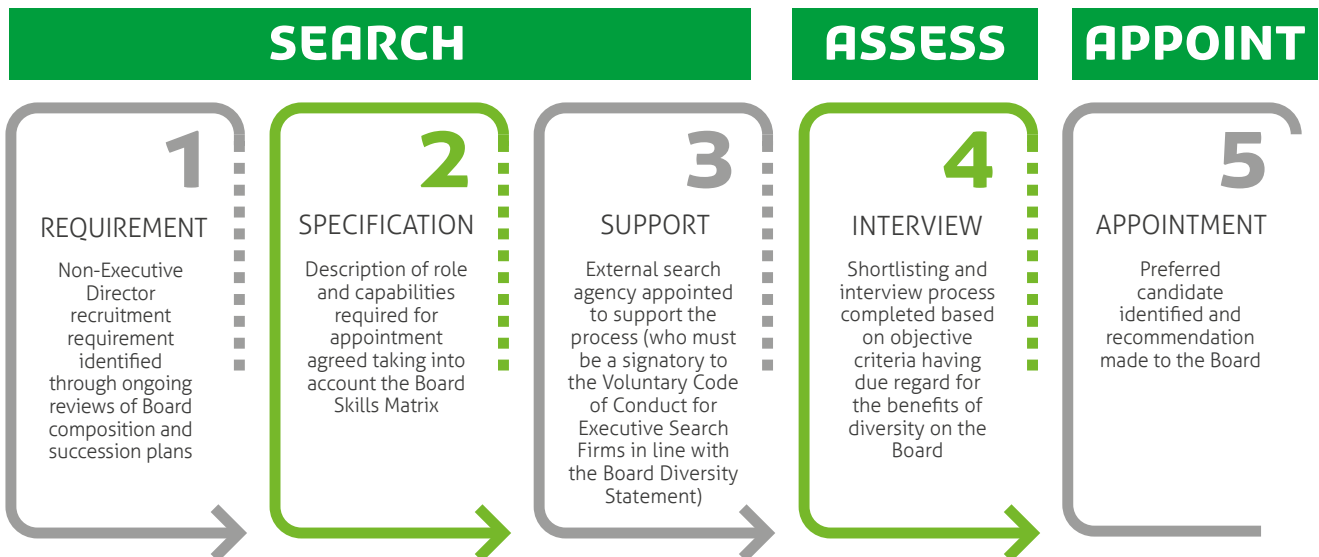 SEARCH
ASSESS
APPOINT
1
REQUIREMENT
Non-Executive
Director
recruitment
requirement
identified
through ongoing
reviews of Board
composition and
succession plans
2
SPECIFICATION
Description of role
and capabilities
required for
appointment
agreed taking into
account the Board
Skills Matrix
3
SUPPORT
External search
agency appointed
to support the
process (who must
be a signatory to
the Voluntary Code
of Conduct for
Executive Search
Firms in line with
the Board Diversity
Statement)
4
INTERVIEW
Shortlisting and
interview process
completed based
on objective
criteria having
due regard for
the benefits of
diversity on the
Board
5
APPOINTMENT
Preferred
candidate
identified and
recommendation
made to the Board